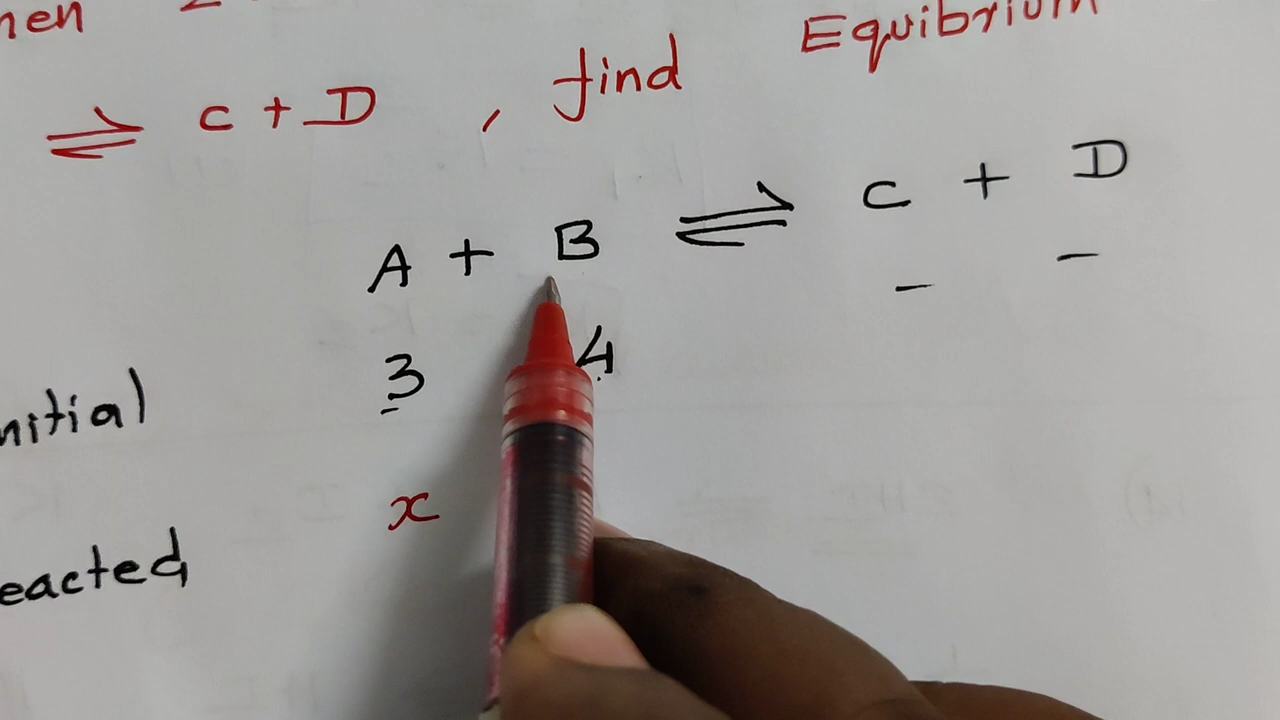 ⇌ C + D , find Equibrium
A + B ⇌ C + D
- -
nitial 3 4
eacted x